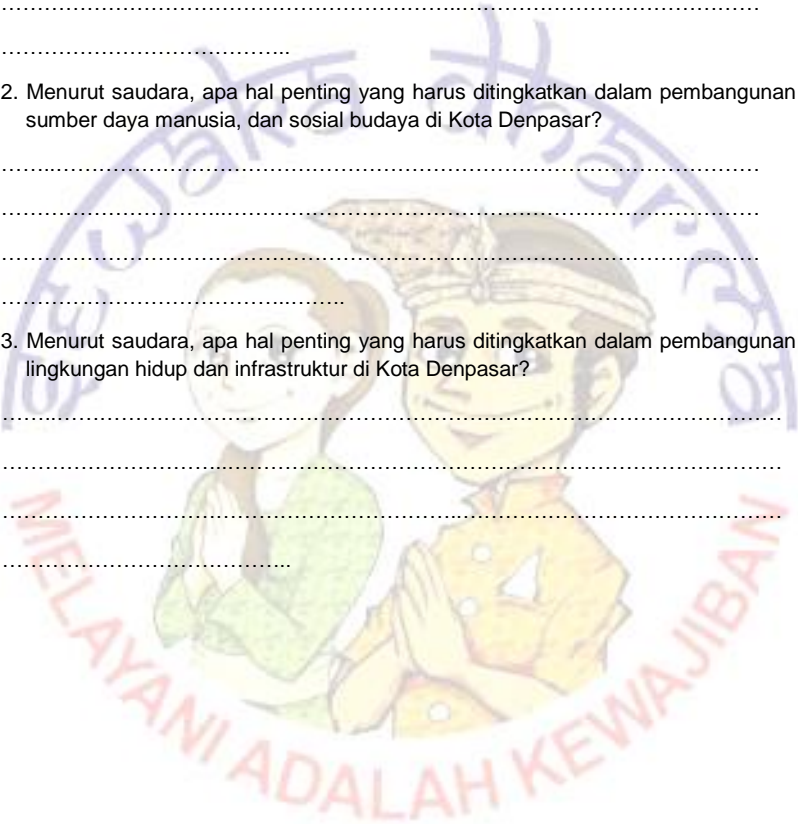 sewaka dharma
……………………………………………………………………………………………
…………………………………..
2. Menurut saudara, apa hal penting yang harus ditingkatkan dalam pembangunan
sumber daya manusia, dan sosial budaya di Kota Denpasar?
……………………………………………………………………………………………
……………………………………………………………………………………………
……………………………………………………………………………………………
………………………………………..
3. Menurut saudara, apa hal penting yang harus ditingkatkan dalam pembangunan
lingkungan hidup dan infrastruktur di Kota Denpasar?
………………………………………………………………………………………………
………………………………………………………………………………………………
………………………………………………………………………………………………
…………………………………..
MELAYANI ADALAH KEWAJIBAN